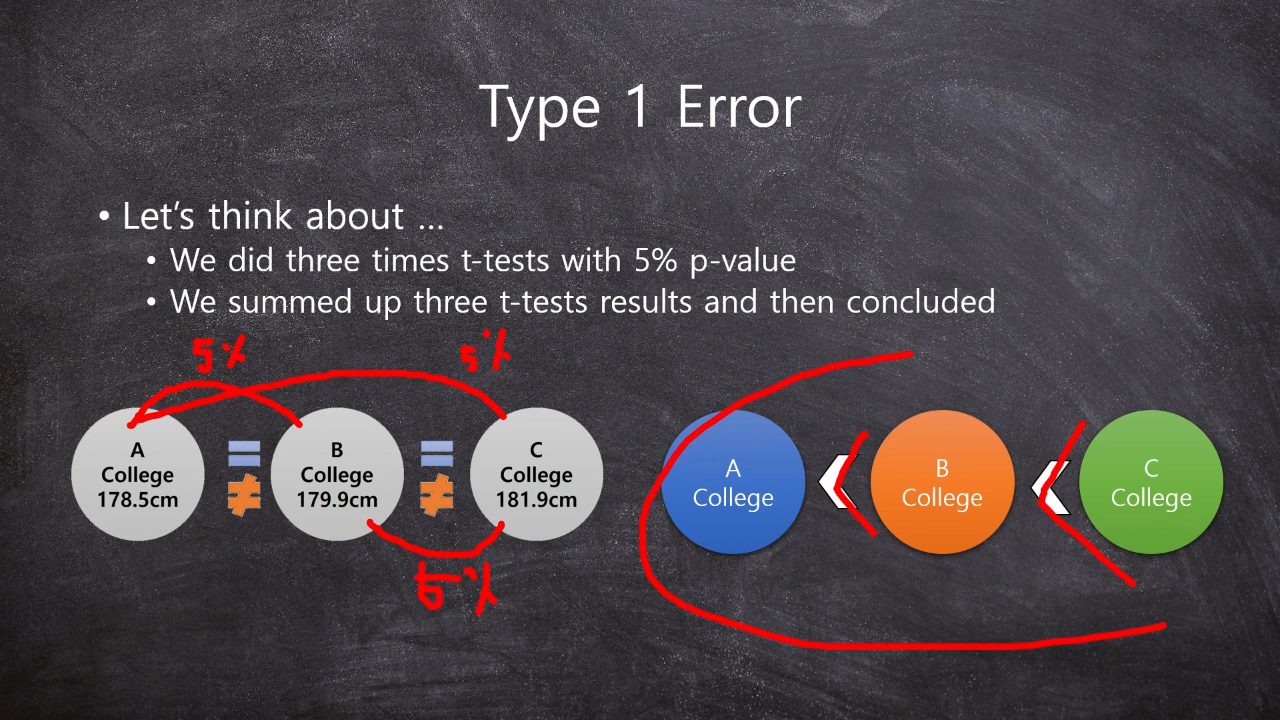 Type 1 Error
• Let's think about ...
• We did three times t-tests with 5% p-value
• We summed up three t-tests results and then concluded
5%
5%
A
College
178.5cm
=
≠
B
College
179.9cm
=
≠
C
College
181.9cm
5%
A
College
<
B
College
<
C
College